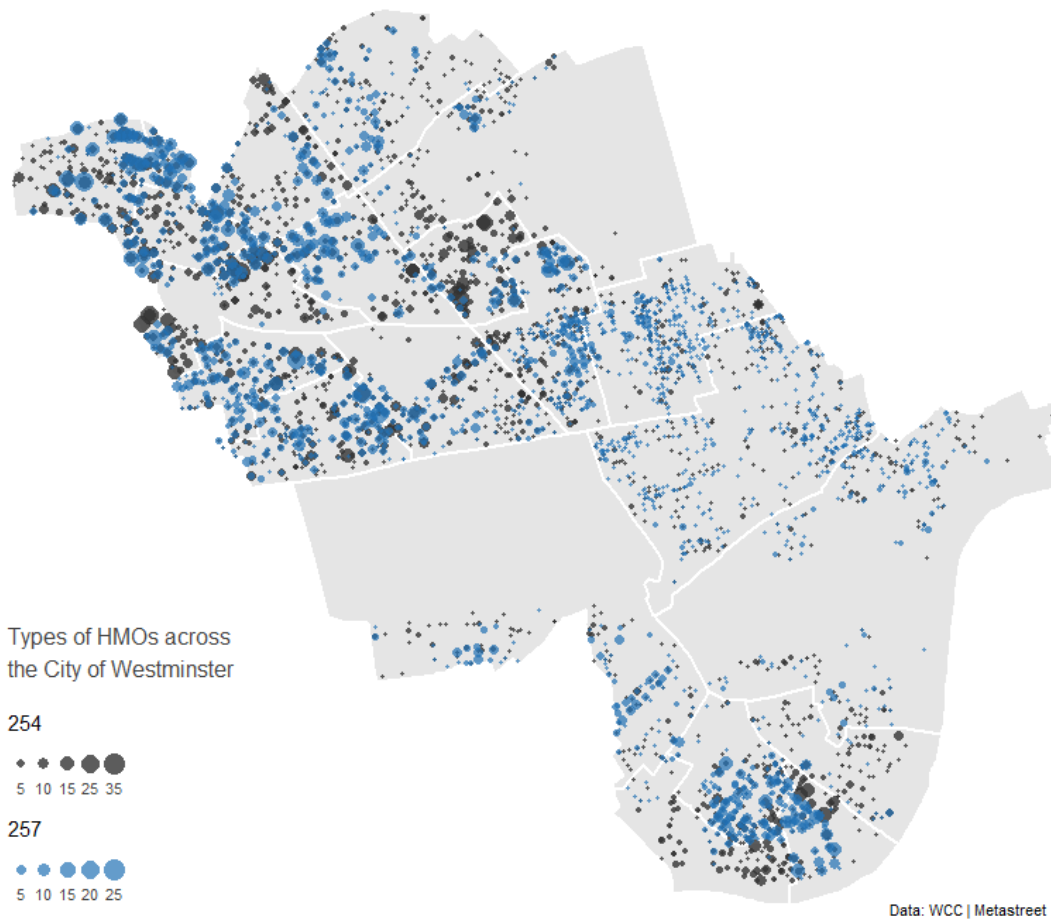 Types of HMOs across
the City of Westminster
254
5 10 15 25 35
257
5 10 15 20 25
Data: WCC | Metastreet